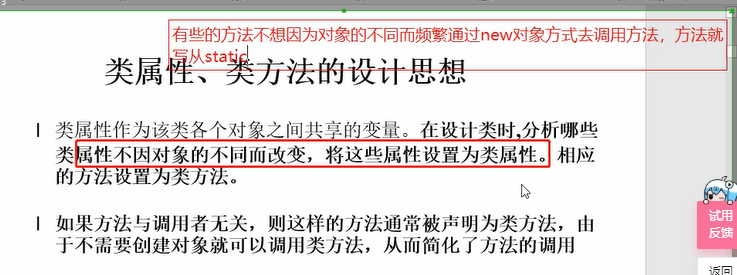 3
有些的方法不想因为对象的不同而频繁通过new对象方式去调用方法，方法就
写从static
类属性、类方法的设计思想
类属性作为该类各个对象之间共享的变量。在设计类时,分析哪些
类属性不因对象的不同而改变，将这些属性设置为类属性。相应
的方法设置为类方法。
如果方法与调用者无关，则这样的方法通常被声明为类方法，由
于不需要创建对象就可以调用类方法，从而简化了方法的调用
试用
反馈
返回